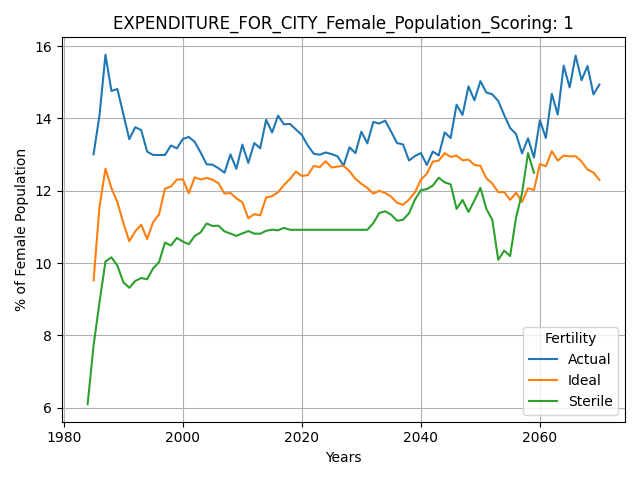 EXPENDITURE_FOR_CITY_Female_Population_Scoring: 1
16
14
12
10
8
6
% of Female Population
1980
2000
2020
2040
2060
Years
Fertility
Actual
Ideal
Sterile